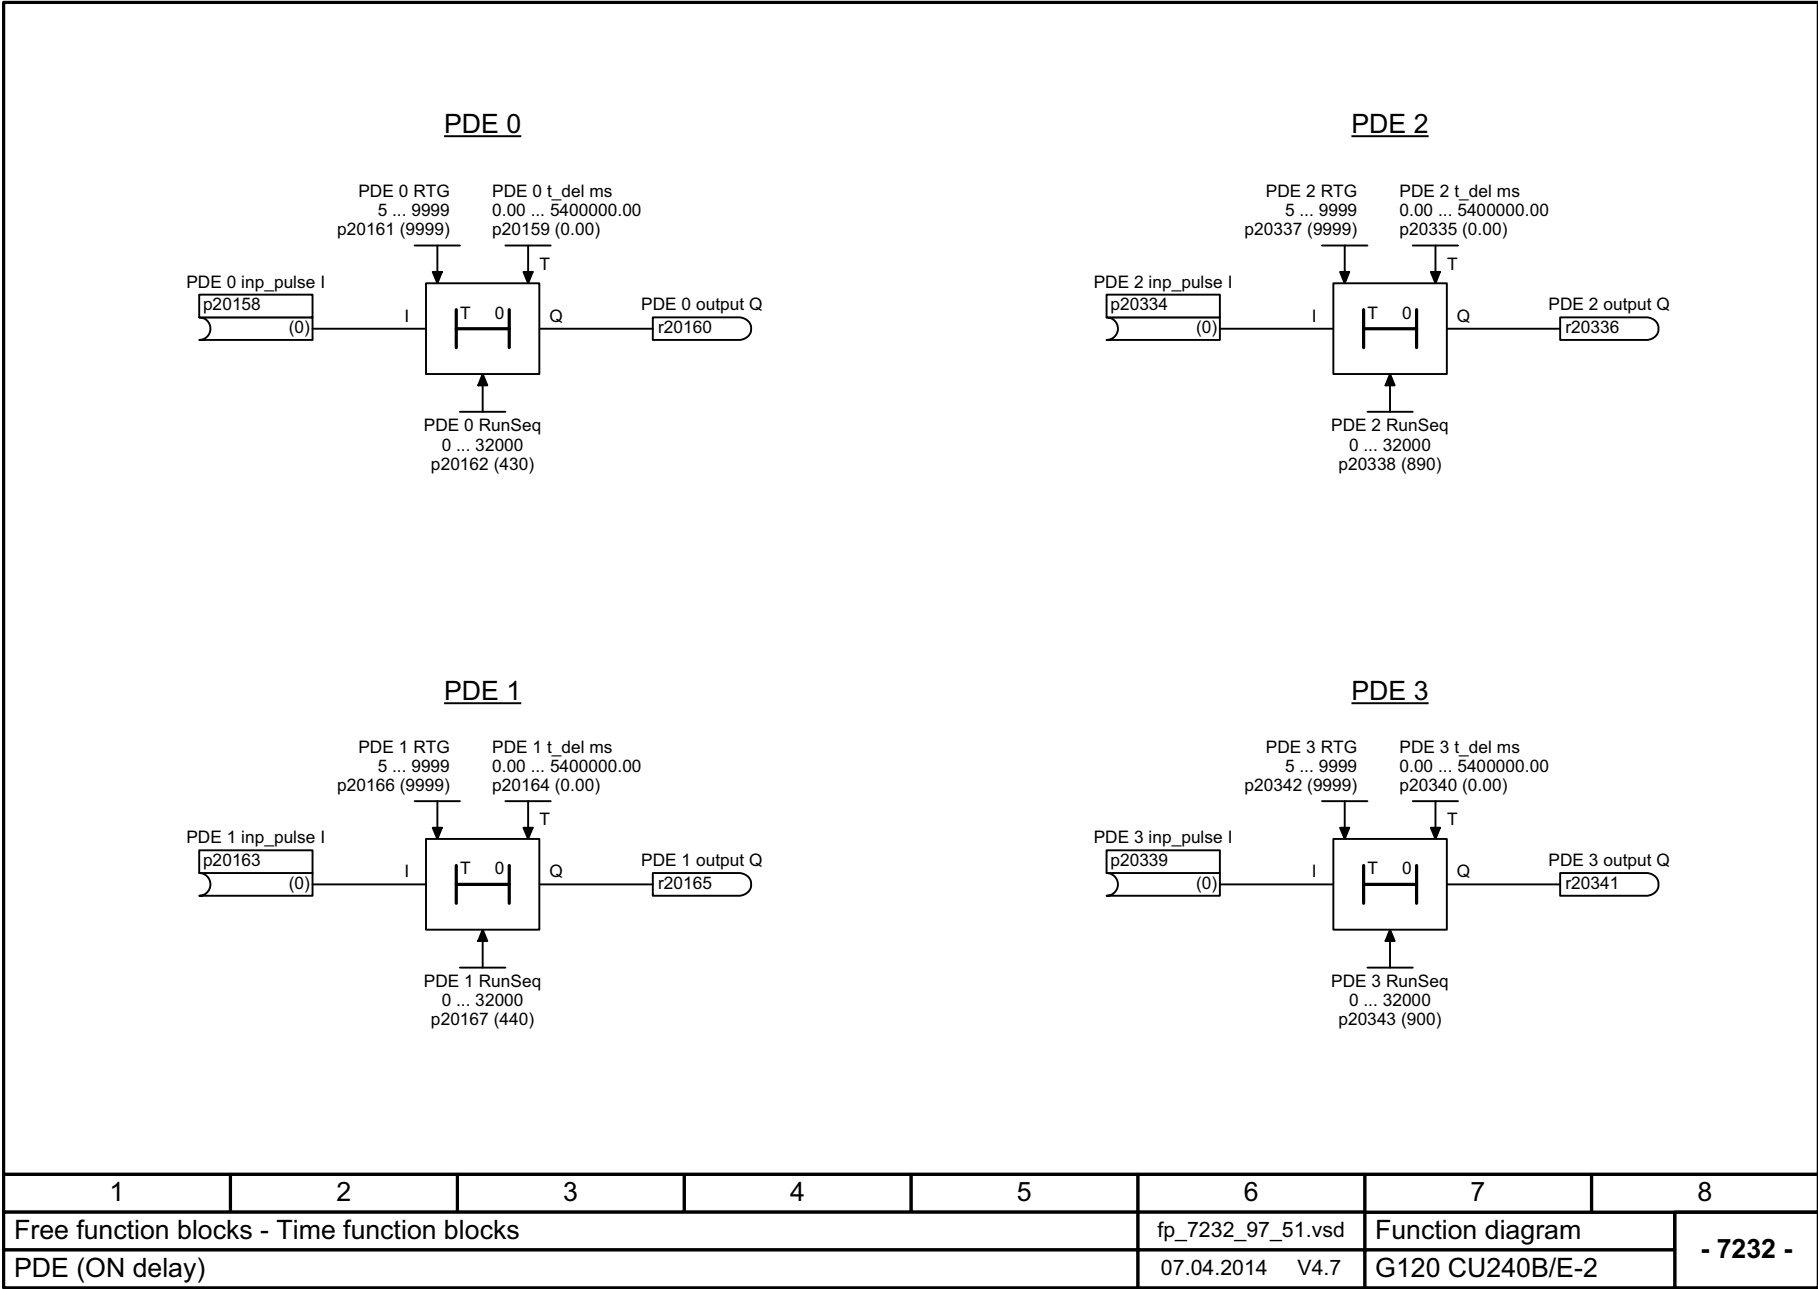 PDE 0
PDE 0 RTG
5 ... 9999
p20161 (9999)
PDE 0 t_del ms
0.00 ... 5400000.00
p20159 (0.00)
T
PDE 0 inp_pulse I
p20158
(0)
I
T 0
Q
PDE 0 output Q
r20160
PDE 0 RunSeq
0 ... 32000
p20162 (430)
PDE 2
PDE 2 RTG
5 ... 9999
p20337 (9999)
PDE 2 t_del ms
0.00 ... 5400000.00
p20335 (0.00)
T
PDE 2 inp_pulse I
p20334
(0)
I
T 0
Q
PDE 2 output Q
r20336
PDE 2 RunSeq
0 ... 32000
p20338 (890)
PDE 1
PDE 1 RTG
5 ... 9999
p20166 (9999)
PDE 1 t_del ms
0.00 ... 5400000.00
p20164 (0.00)
T
PDE 1 inp_pulse I
p20163
(0)
I
T 0
Q
PDE 1 output Q
r20165
PDE 1 RunSeq
0 ... 32000
p20167 (440)
PDE 3
PDE 3 RTG
5 ... 9999
p20342 (9999)
PDE 3 t_del ms
0.00 ... 5400000.00
p20340 (0.00)
T
PDE 3 inp_pulse I
p20339
(0)
I
T 0
Q
PDE 3 output Q
r20341
PDE 3 RunSeq
0 ... 32000
p20343 (900)
1 2 3 4 5 6 7 8
Free function blocks - Time function blocks
fp_7232_97_51.vsd
Function diagram
- 7232 -
PDE (ON delay)
07.04.2014 V4.7
G120 CU240B/E-2